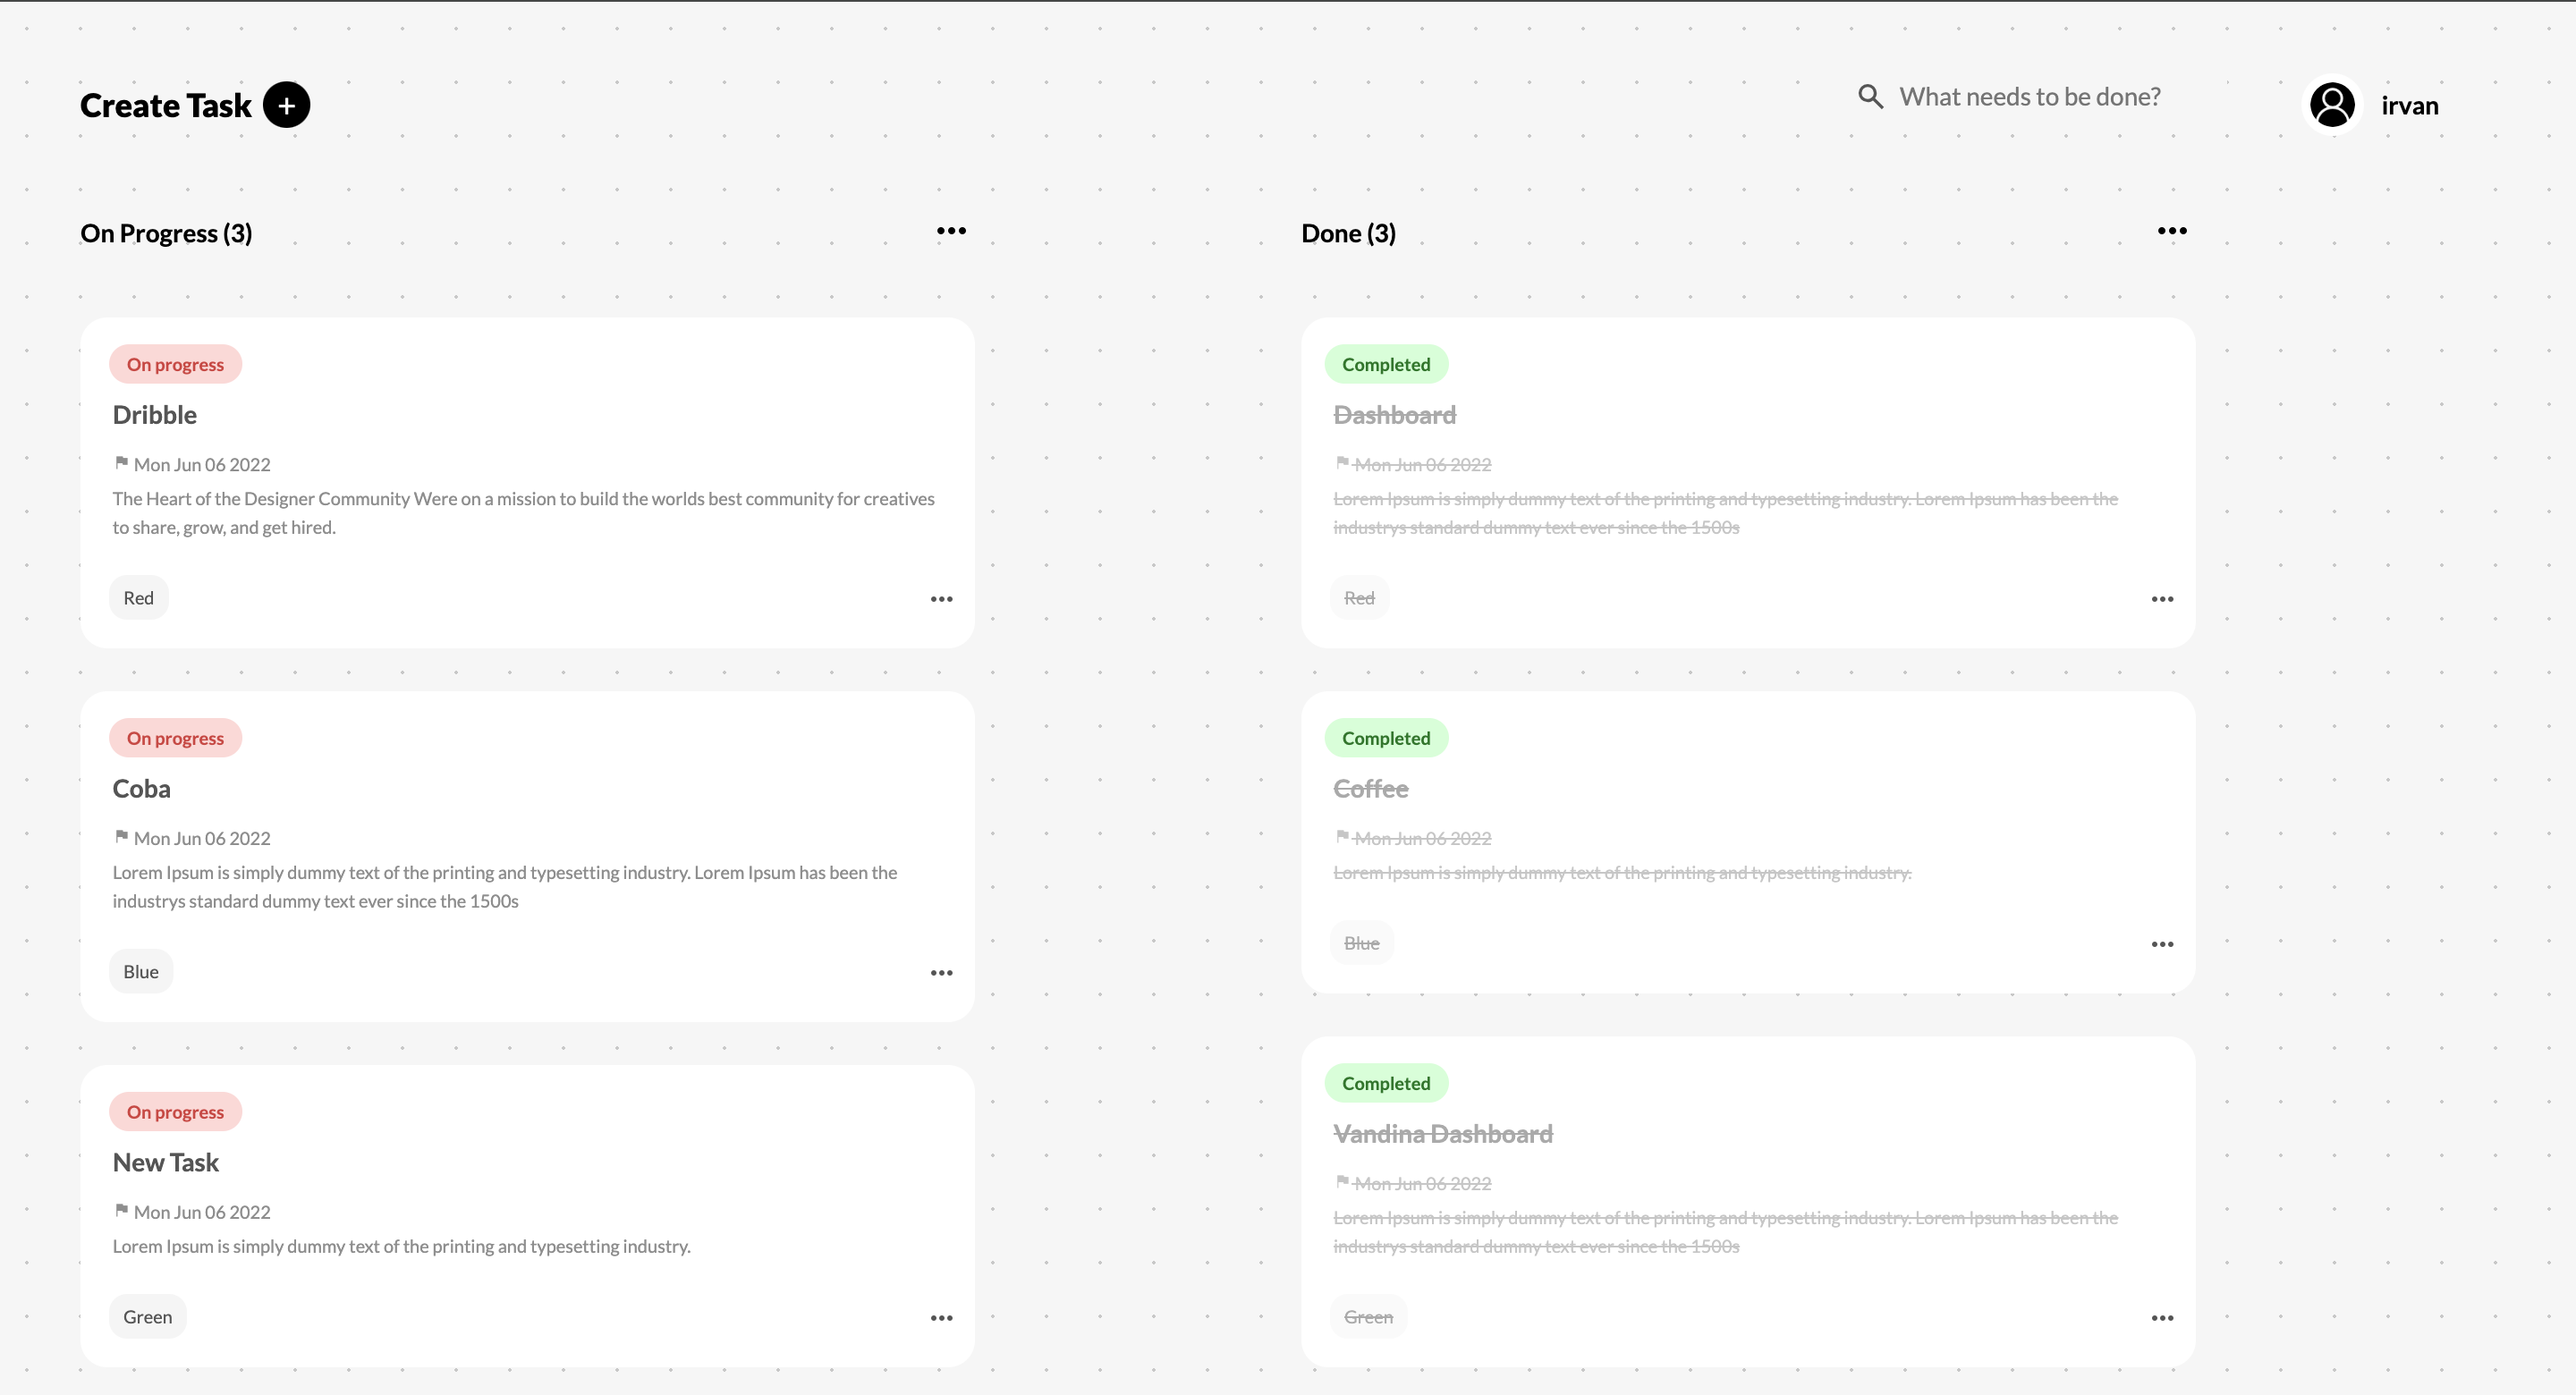 Create Task +
What needs to be done?
irvan
On Progress (3)
On progress
Dribble
Mon Jun 06 2022
The Heart of the Designer Community Were on a mission to build the worlds best community for creatives
to share, grow, and get hired.
Red
On progress
Coba
Mon Jun 06 2022
Lorem Ipsum is simply dummy text of the printing and typesetting industry. Lorem Ipsum has been the
industrys standard dummy text ever since the 1500s
Blue
On progress
New Task
Mon Jun 06 2022
Lorem Ipsum is simply dummy text of the printing and typesetting industry.
Green
Done (3)
Completed
Dashboard
Mon Jun 06 2022
Lorem Ipsum is simply dummy text of the printing and typesetting industry. Lorem Ipsum has been the
industrys standard dummy text ever since the 1500s
Red
Completed
Coffee
Mon Jun 06 2022
Lorem Ipsum is simply dummy text of the printing and typesetting industry.
Blue
Completed
Vandina Dashboard
Mon Jun 06 2022
Lorem Ipsum is simply dummy text of the printing and typesetting industry. Lorem Ipsum has been the
industrys standard dummy text ever since the 1500s
Green